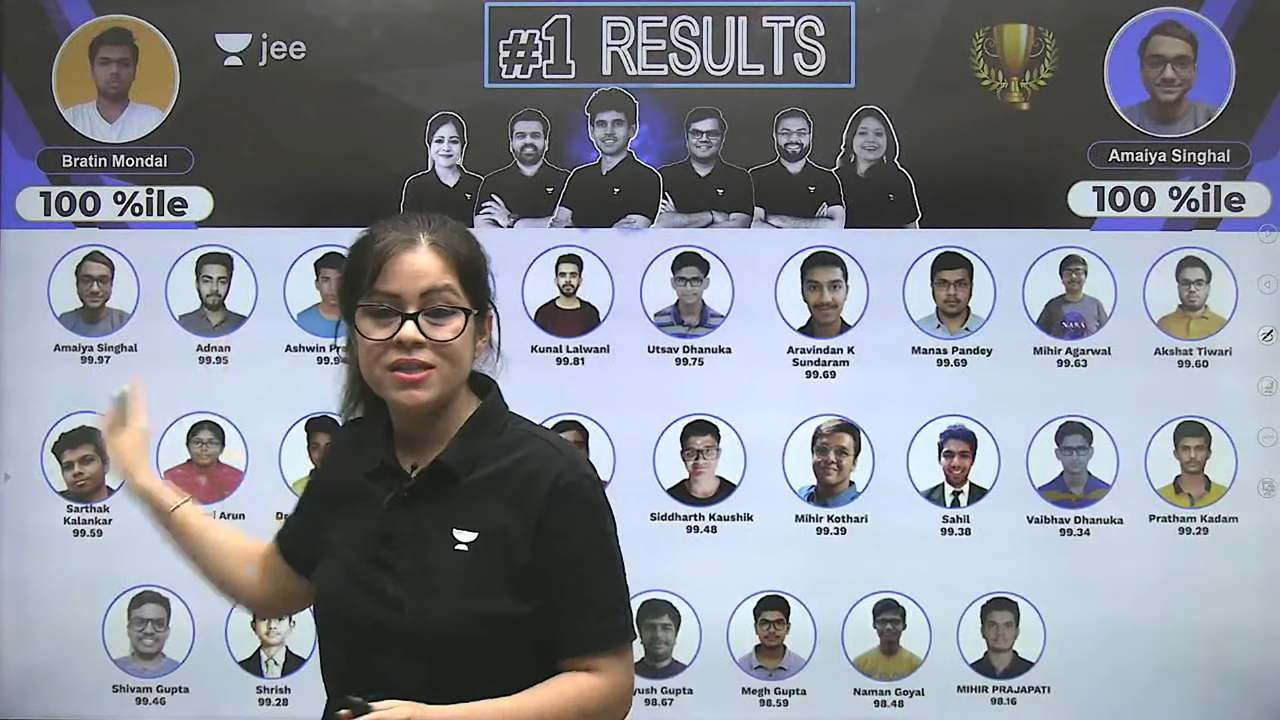 jee
#1 RESULTS
Bratin Mondal
100 %ile
Amaiya Singhal
100 %ile
Amaiya Singhal
99.97
Adnan
99.95
Ashwin
Kunal Lalwani
99.81
Utsav Dhanuka
99.75
Aravindan K
Sundaram
99.69
Manas Pandey
99.69
Mihir Agarwal
99.63
NASA
Akshat Tiwari
99.60
Sarthak
Kalankar
99.59
Arun
Siddharth Kaushik
99.48
Mihir Kothari
99.39
Sahil
99.38
Vaibhav Dhanuka
99.34
Pratham Kadam
99.29
Shivam Gupta
99.46
Shrish
99.28
Gupta
98.67
Megh Gupta
98.59
Naman Goyal
98.48
MIHIR PRAJAPATI
98.16